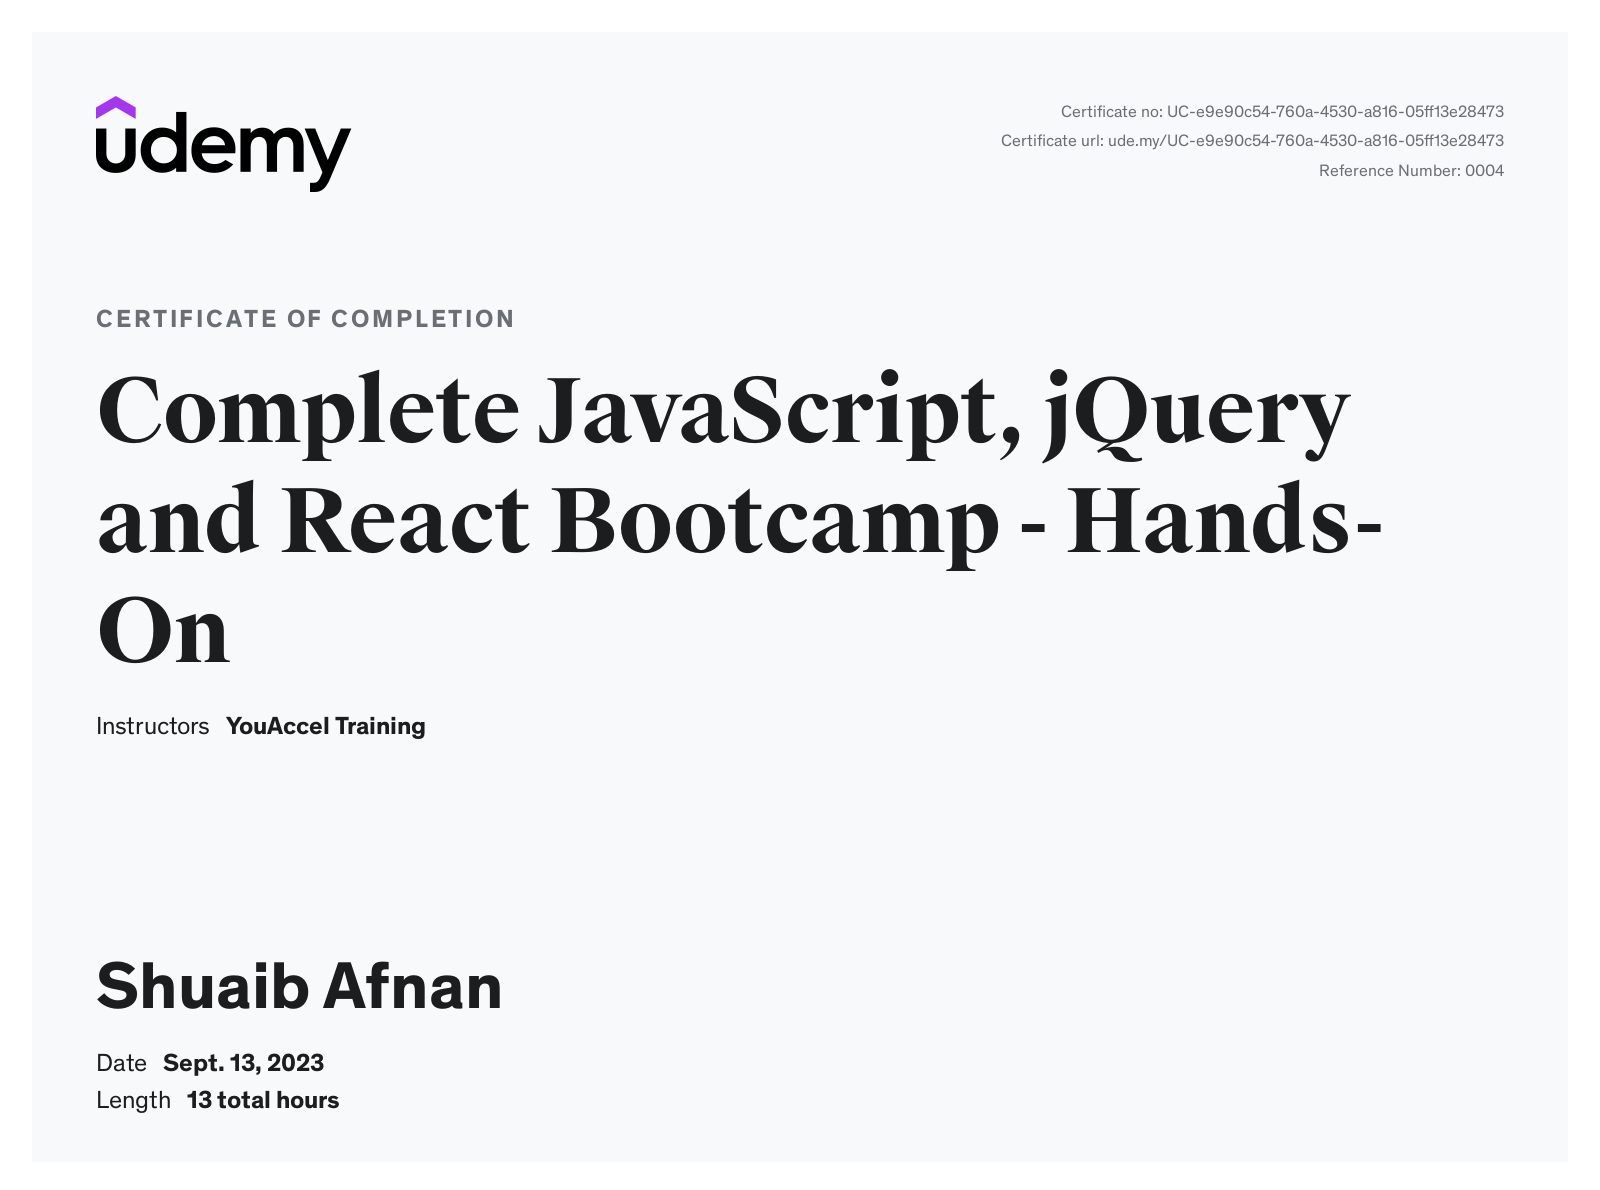 udemy
Certificate no: UC-e9e90c54-760a-4530-a816-05ff13e28473
Certificate url: ude.my/UC-e9e90c54-760a-4530-a816-05ff13e28473
Reference Number: 0004
CERTIFICATE OF COMPLETION
Complete JavaScript, jQuery
and React Bootcamp - Hands-
On
Instructors YouAccel Training
Shuaib Afnan
Date Sept. 13, 2023
Length 13 total hours